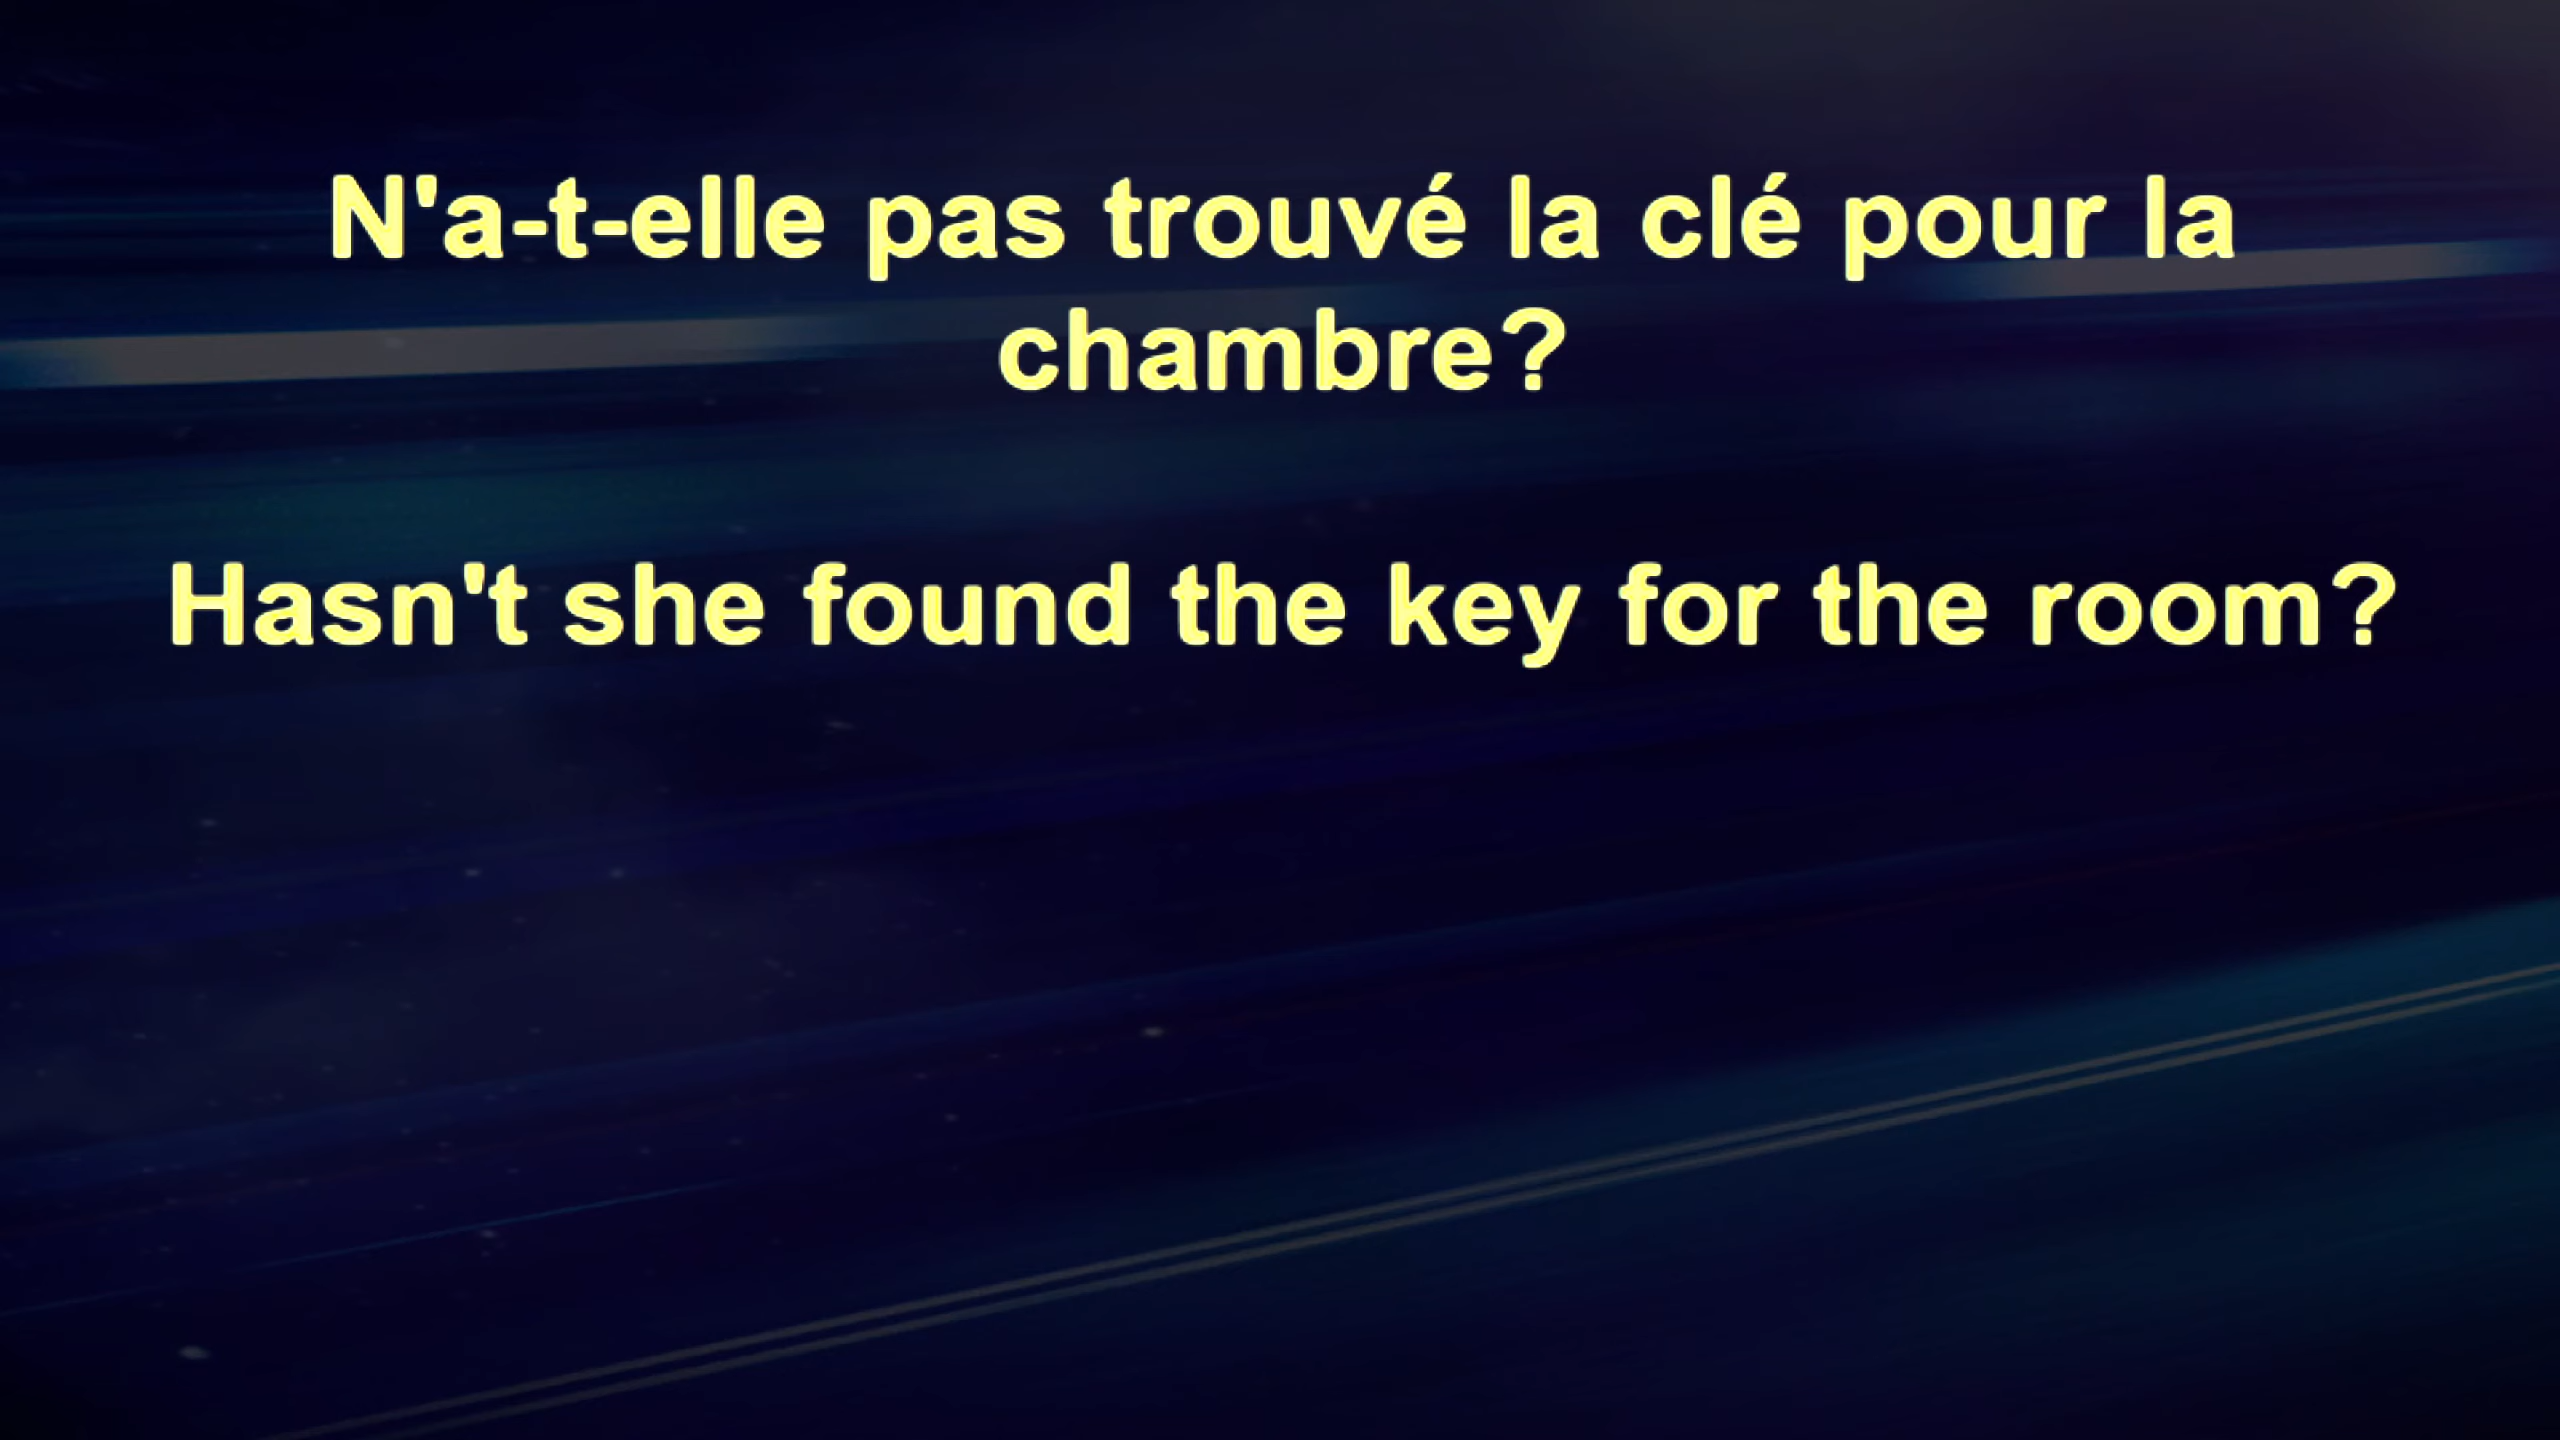 N'a-t-elle pas trouvé la clé pour la
chambre?
Hasn't she found the key for the room?